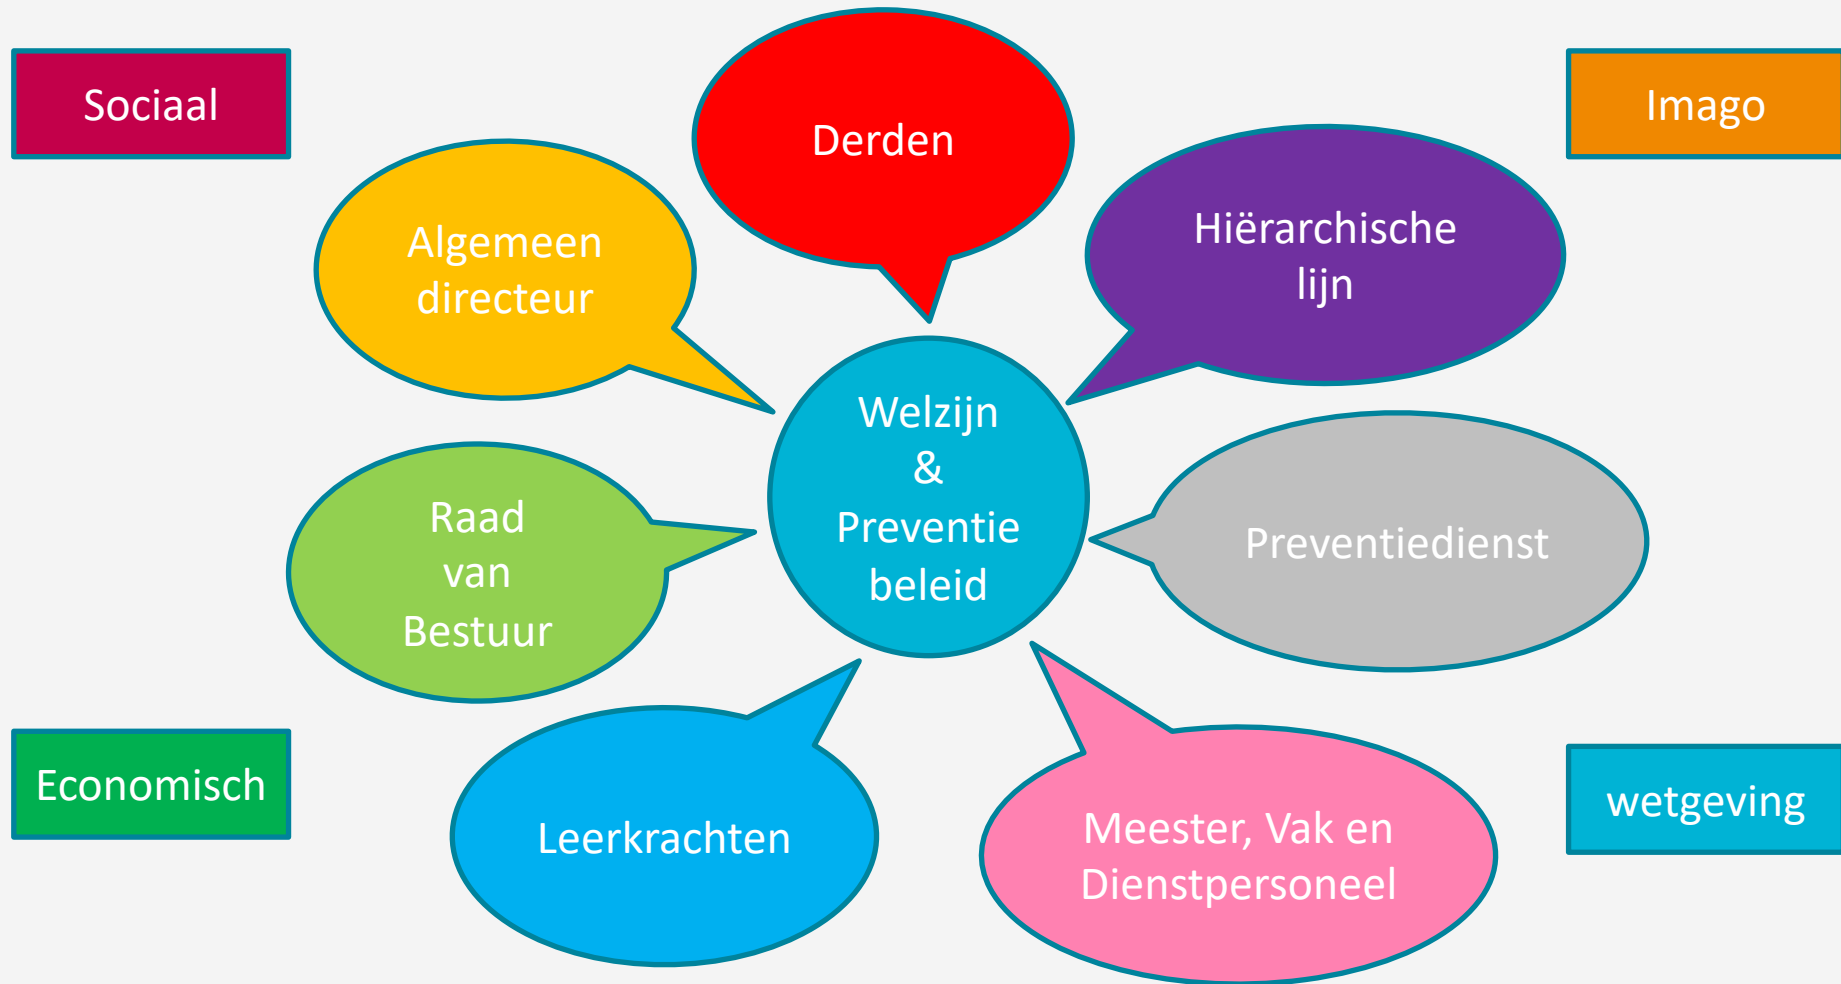 Sociaal
Derden
Imago
Algemeen
directeur
Hiërarchische
lijn
Welzijn
&
Preventie
beleid
Raad
van
Bestuur
Preventiedienst
Economisch
Leerkrachten
Meester, Vak en
Dienstpersoneel
wetgeving